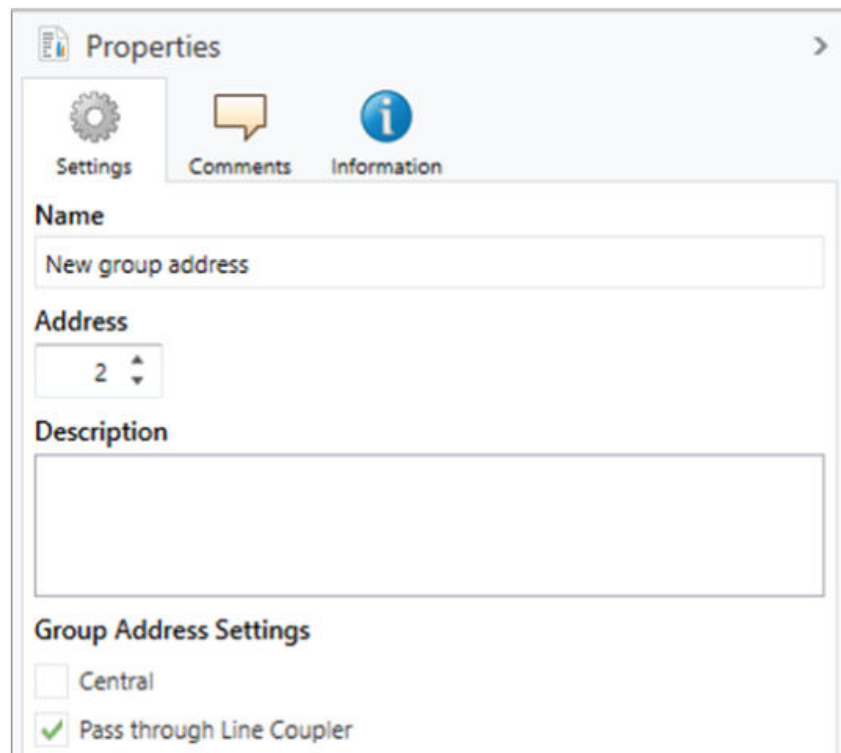 Properties
Settings Comments Information
Name
New group address
Address
2
Description
Group Address Settings
Central
Pass through Line Coupler